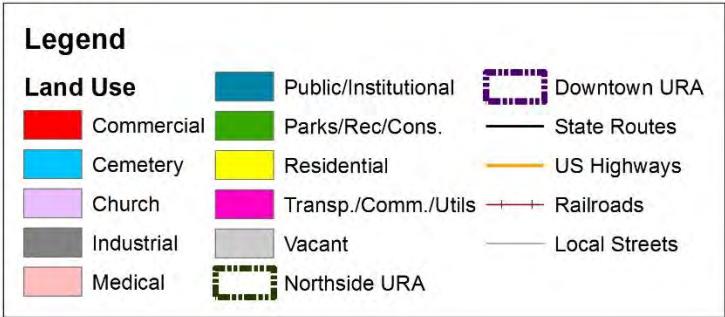 Legend
Land Use
Commercial
Cemetery
Church
Industrial
Medical
Public/Institutional
Parks/Rec/Cons.
Residential
Transp./Comm./Utils
Vacant
Northside URA
Downtown URA
State Routes
US Highways
Railroads
Local Streets